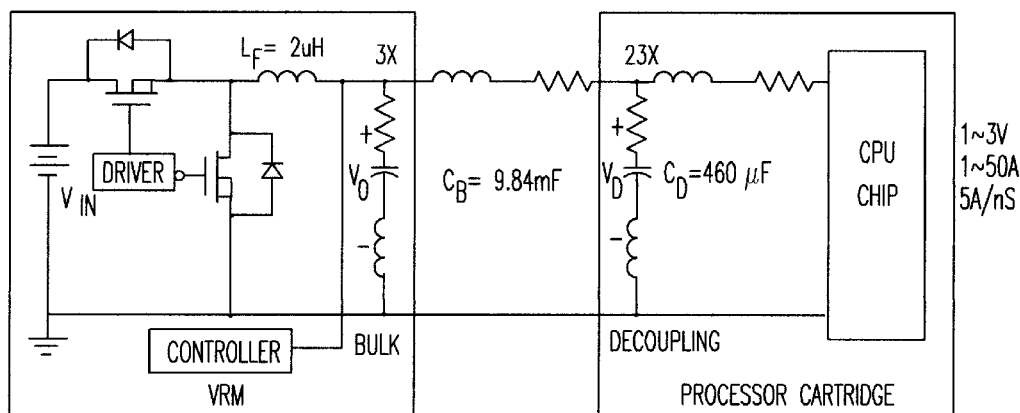 L_F= 2uH
3X
23X
+
+
DRIVER
V_IN
V_O
C_B = 9.84mF
V_D
C_D=460 µF
CPU
CHIP
1~3V
1~50A
5A/nS
-
-
CONTROLLER
BULK
DECOUPLING
VRM
PROCESSOR CARTRIDGE